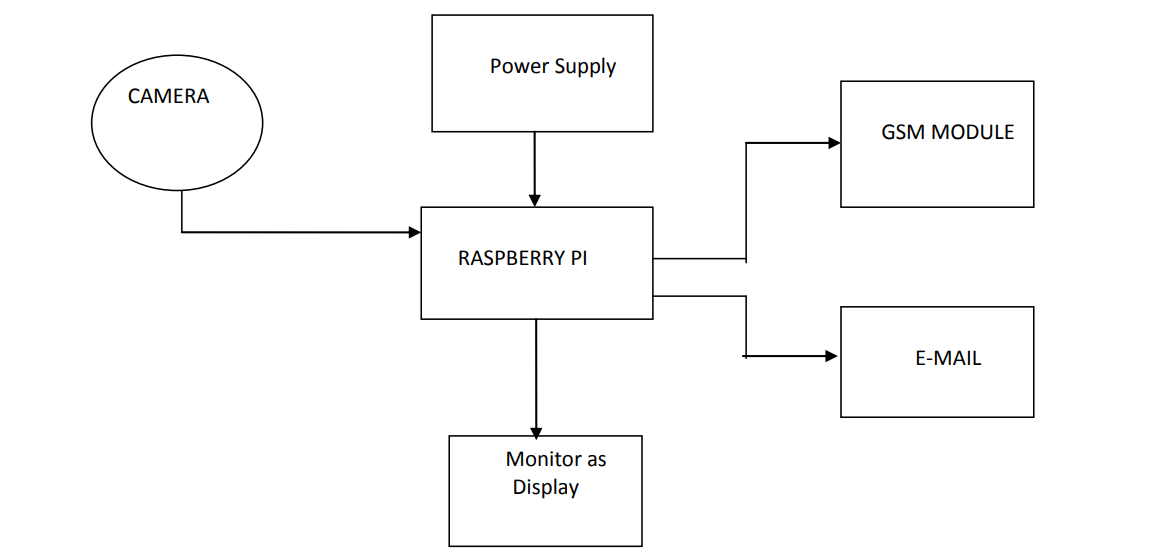 Power Supply
CAMERA
GSM MODULE
RASPBERRY PI
E-MAIL
Monitor as
Display